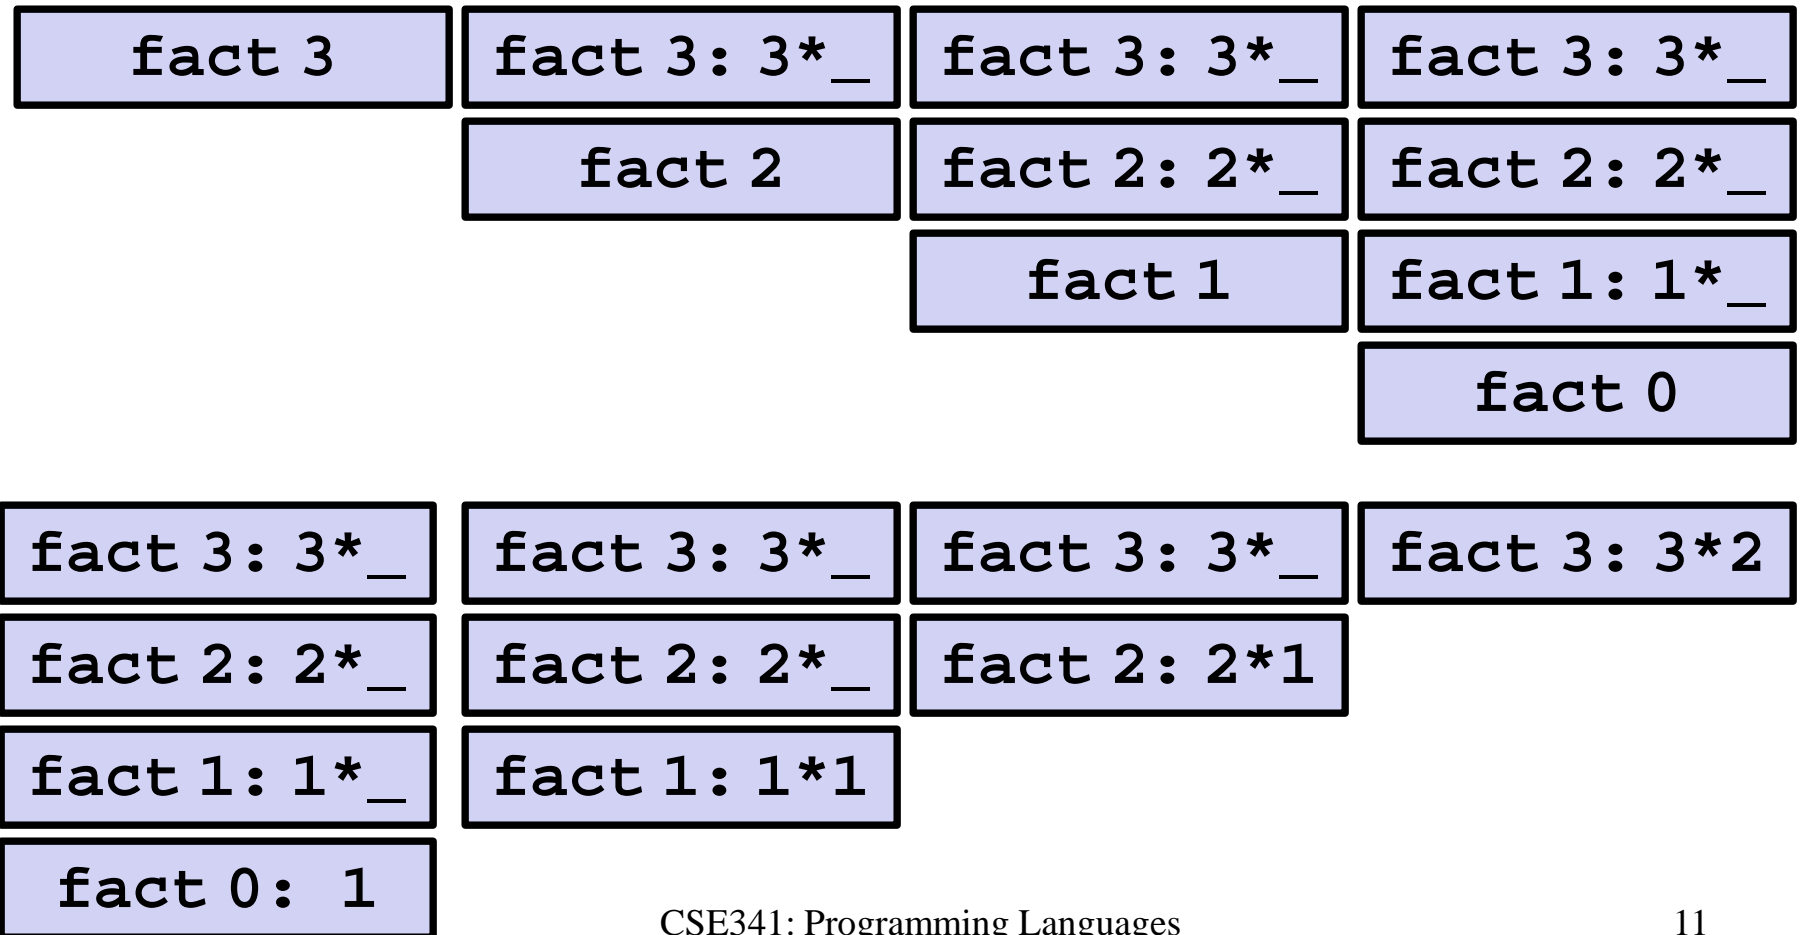 fact 3 fact 3: 3*_ fact 3: 3*_ fact 3: 3*_
fact 2 fact 2: 2*_ fact 2: 2*_
fact 1 fact 1: 1*_
fact 0
fact 3: 3*_ fact 3: 3*_ fact 3: 3*_ fact 3: 3*2
fact 2: 2*_ fact 2: 2*_ fact 2: 2*1
fact 1: 1*_ fact 1: 1*1
fact 0: 1
CSE341: Programming Languages 11